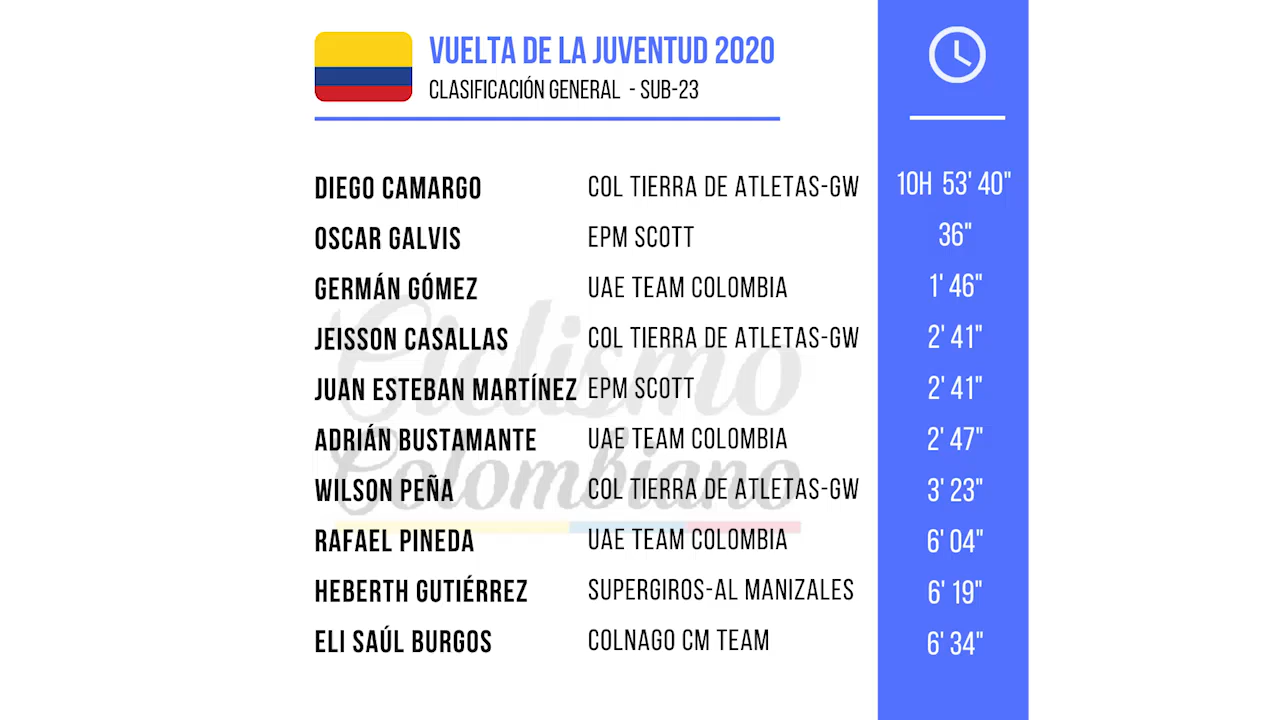 VUELTA DE LA JUVENTUD 2020
CLASIFICACIÓN GENERAL - SUB-23
DIEGO CAMARGO COL TIERRA DE ATLETAS-GW 10H 53' 40"
OSCAR GALVIS EPM SCOTT 36"
GERMÁN GÓMEZ UAE TEAM COLOMBIA 1' 46"
JEISSON CASALLAS COL TIERRA DE ATLETAS-GW 2' 41"
JUAN ESTEBAN MARTÍNEZ EPM SCOTT 2' 41"
ADRIÁN BUSTAMANTE UAE TEAM COLOMBIA 2' 47"
WILSON PEÑA COL TIERRA DE ATLETAS-GW 3' 23"
RAFAEL PINEDA UAE TEAM COLOMBIA 6' 04"
HEBERTH GUTIÉRREZ SUPERGIROS-AL MANIZALES 6' 19"
ELI SAÚL BURGOS COLNAGO CM TEAM 6' 34"
Ciclismo
Colombiano